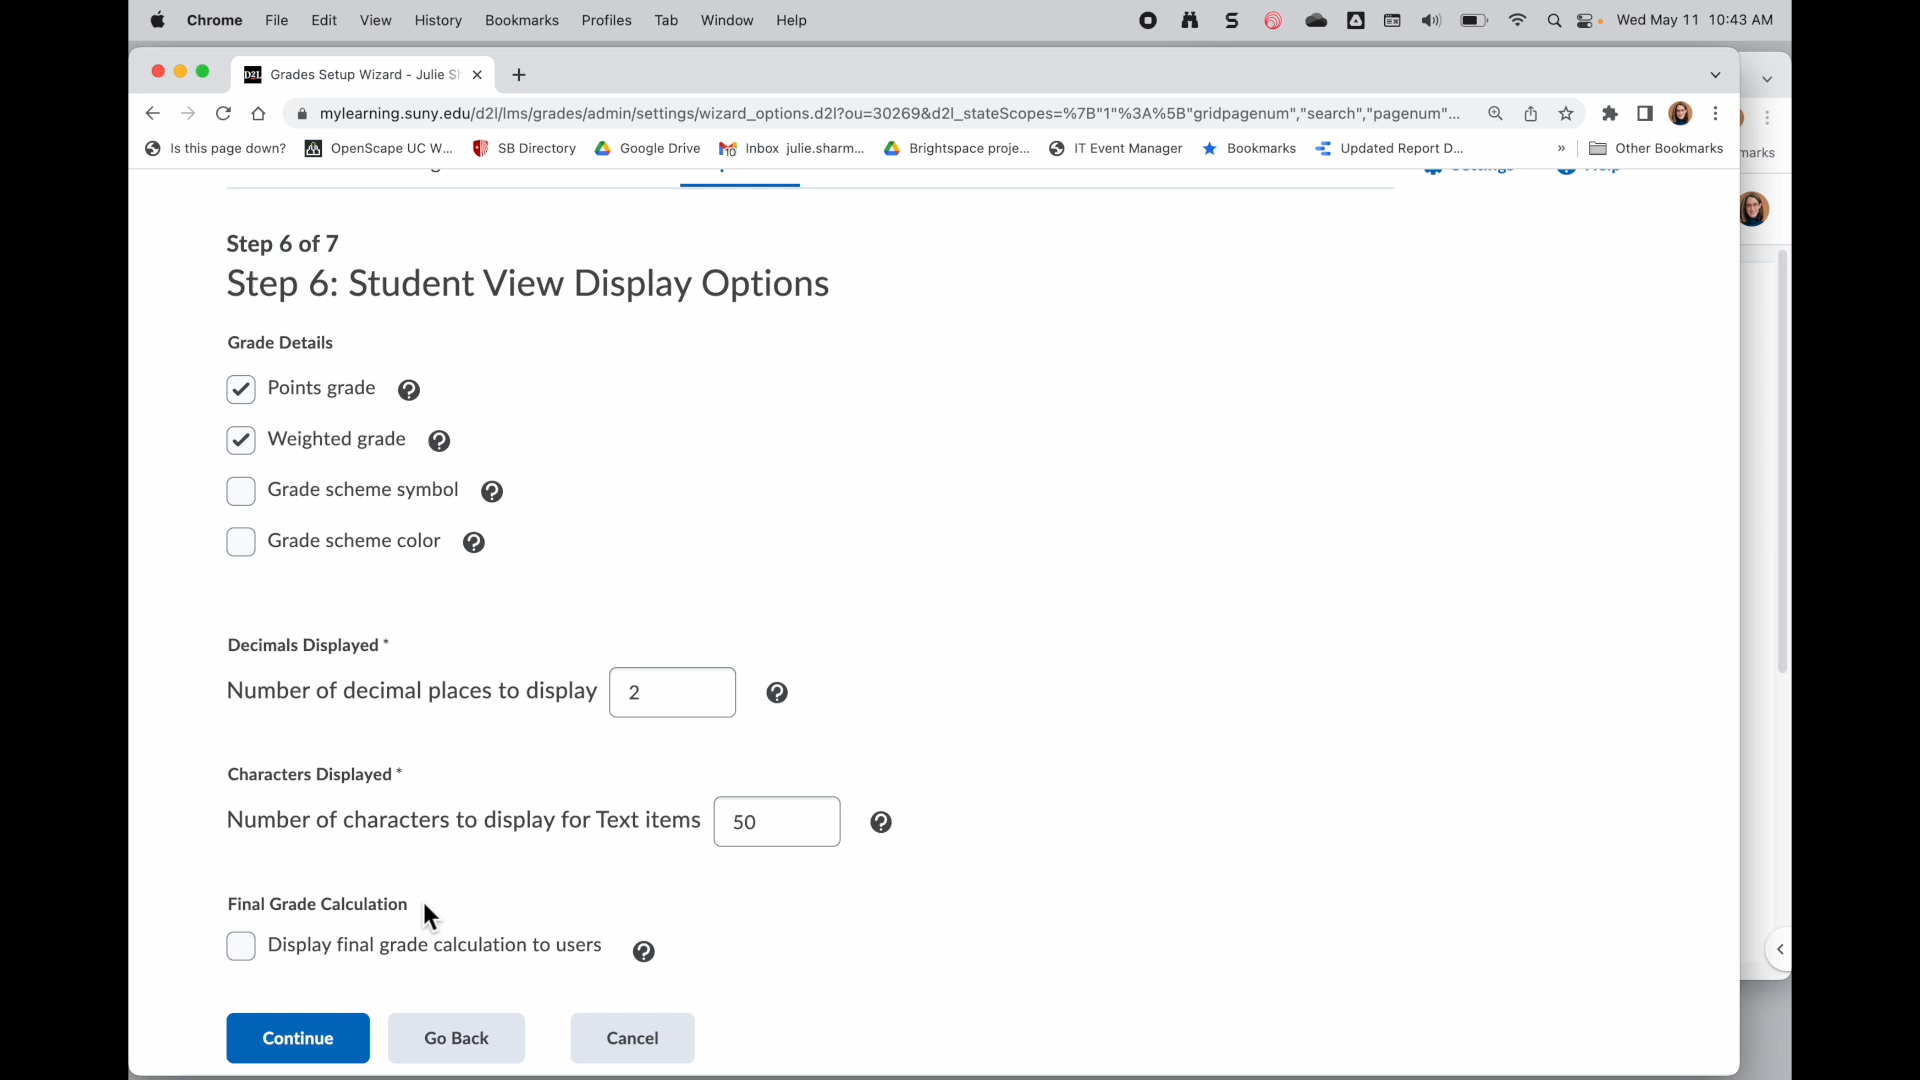 Chrome File Edit View History Bookmarks Profiles Tab Window Help Wed May 11 10:43 AM
D2L Grades Setup Wizard - Julie Sh
mylearning.suny.edu/d2l/lms/grades/admin/settings/wizard_options.d2l?ou=30269&d2l_stateScopes=%7B"1"%3A%5B"gridpagenum","search","pagenum"...
Is this page down? OpenScape UC W... SB Directory Google Drive Inbox julie.sharm... Brightspace proje... IT Event Manager Bookmarks Updated Report D... » Other Bookmarks marks
Step 6 of 7
Step 6: Student View Display Options
Grade Details
Points grade
Weighted grade
Grade scheme symbol
Grade scheme color
Decimals Displayed *
Number of decimal places to display 2
Characters Displayed *
Number of characters to display for Text items 50
Final Grade Calculation
Display final grade calculation to users
Continue Go Back Cancel